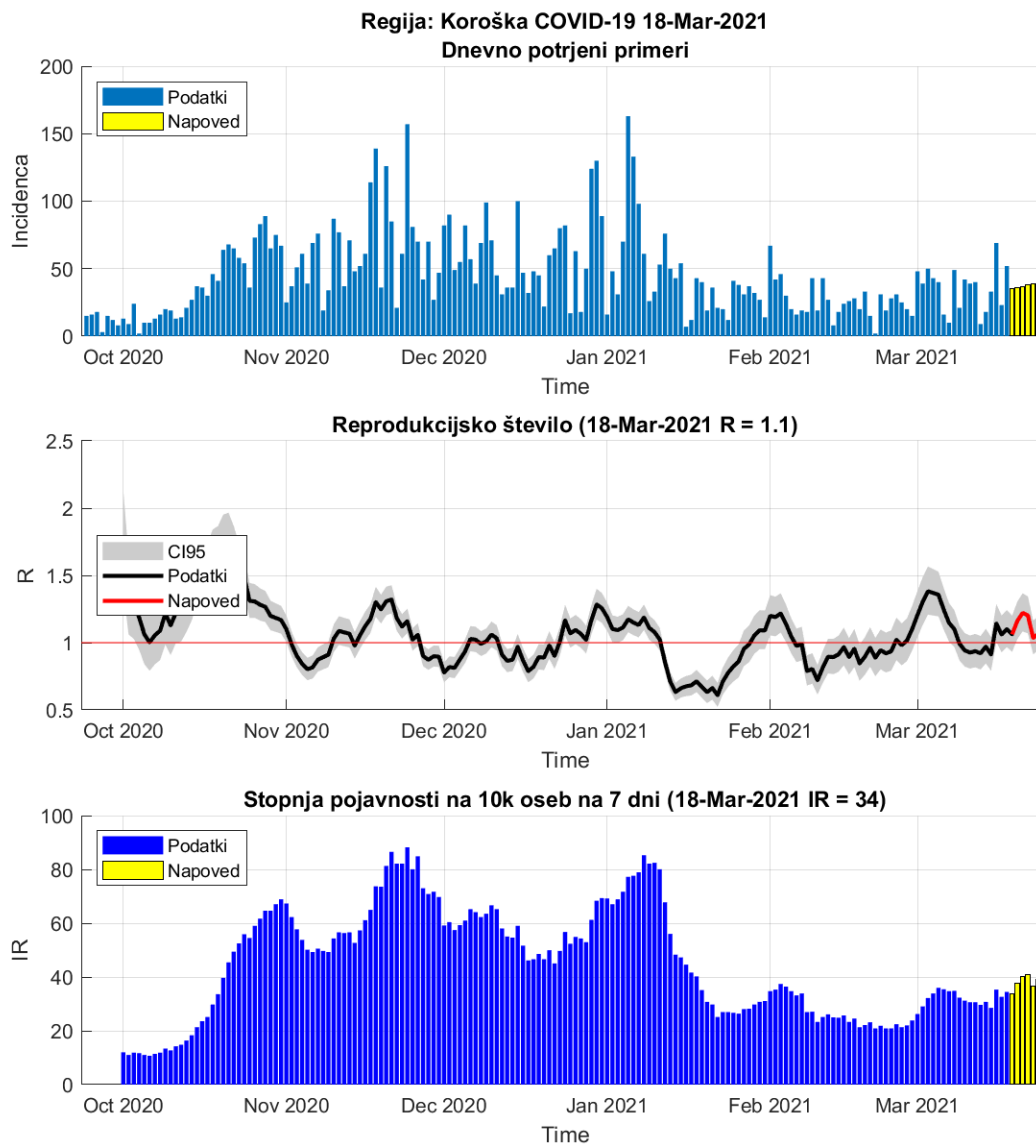 Regija: Koroška COVID-19 18-Mar-2021
Dnevno potrjeni primeri
200
150
100
50
0
Incidenca
Podatki
Napoved
Oct 2020 Nov 2020 Dec 2020 Jan 2021 Feb 2021 Mar 2021
Time
Reprodukcijsko število (18-Mar-2021 R = 1.1)
2.5
2
1.5
1
0.5
R
CI95
Podatki
Napoved
Oct 2020 Nov 2020 Dec 2020 Jan 2021 Feb 2021 Mar 2021
Time
Stopnja pojavnosti na 10k oseb na 7 dni (18-Mar-2021 IR = 34)
100
80
60
40
20
0
IR
Podatki
Napoved
Oct 2020 Nov 2020 Dec 2020 Jan 2021 Feb 2021 Mar 2021
Time